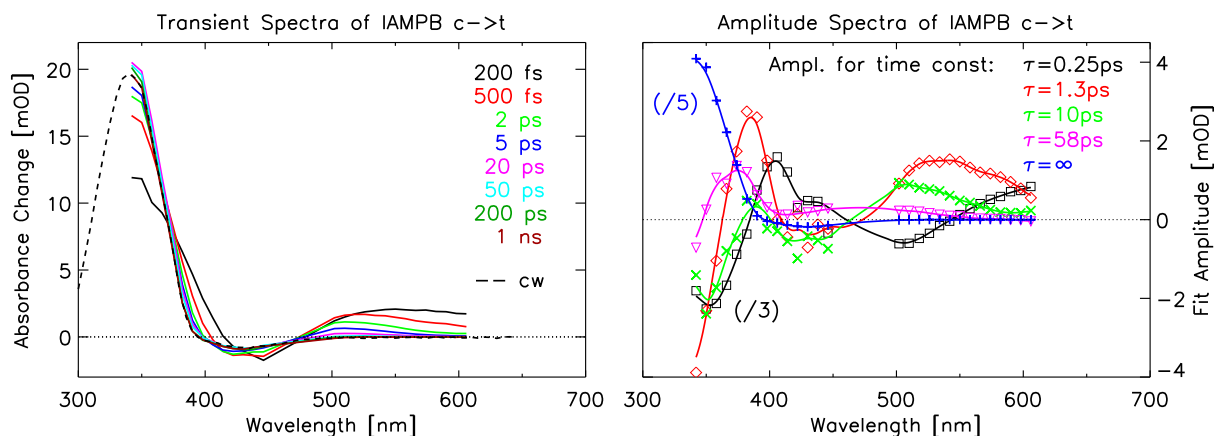 Transient Spectra of IAMPB c->t
Absorbance Change [mOD]
20
15
10
5
0
200 fs
500 fs
2 ps
5 ps
20 ps
50 ps
200 ps
1 ns
cw
300
400
500
600
700
Wavelength [nm]
Amplitude Spectra of IAMPB c->t
Ampl. for time const:
τ=0.25ps
τ=1.3ps
τ=10ps
τ=58ps
τ=∞
(/5)
(/3)
4
2
0
−2
−4
Fit Amplitude [mOD]
300
400
500
600
700
Wavelength [nm]